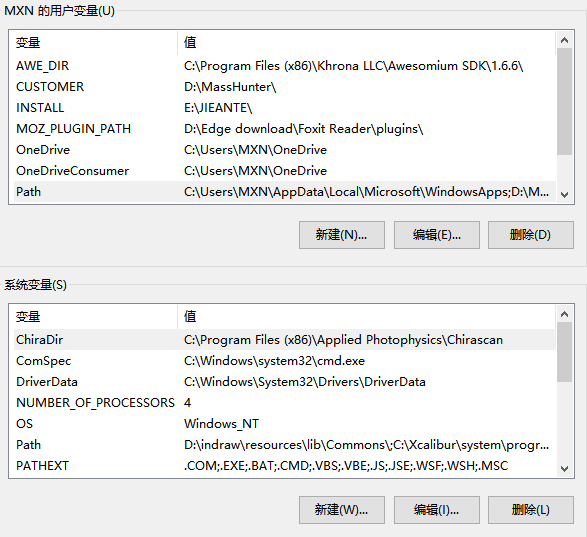 MXN 的用户变量(U)
变量 值
AWE_DIR C:\Program Files (x86)\Khrona LLC\Awesomium SDK\1.6.6\
CUSTOMER D:\MassHunter\
INSTALL E:\JIEANTE\
MOZ_PLUGIN_PATH D:\Edge download\Foxit Reader\plugins\
OneDrive C:\Users\MXN\OneDrive
OneDriveConsumer C:\Users\MXN\OneDrive
Path C:\Users\MXN\AppData\Local\Microsoft\WindowsApps;D:\M...
新建(N)... 编辑(E)... 删除(D)
系统变量(S)
变量 值
ChiraDir C:\Program Files (x86)\Applied Photophysics\Chirascan
ComSpec C:\Windows\system32\cmd.exe
DriverData C:\Windows\System32\Drivers\DriverData
NUMBER_OF_PROCESSORS 4
OS Windows_NT
Path D:\indraw\resources\lib\Commons\;C:\Xcalibur\system\progr...
PATHEXT .COM;.EXE;.BAT;.CMD;.VBS;.VBE;.JS;.JSE;.WSF;.WSH;.MSC
新建(W)... 编辑(I)... 删除(L)